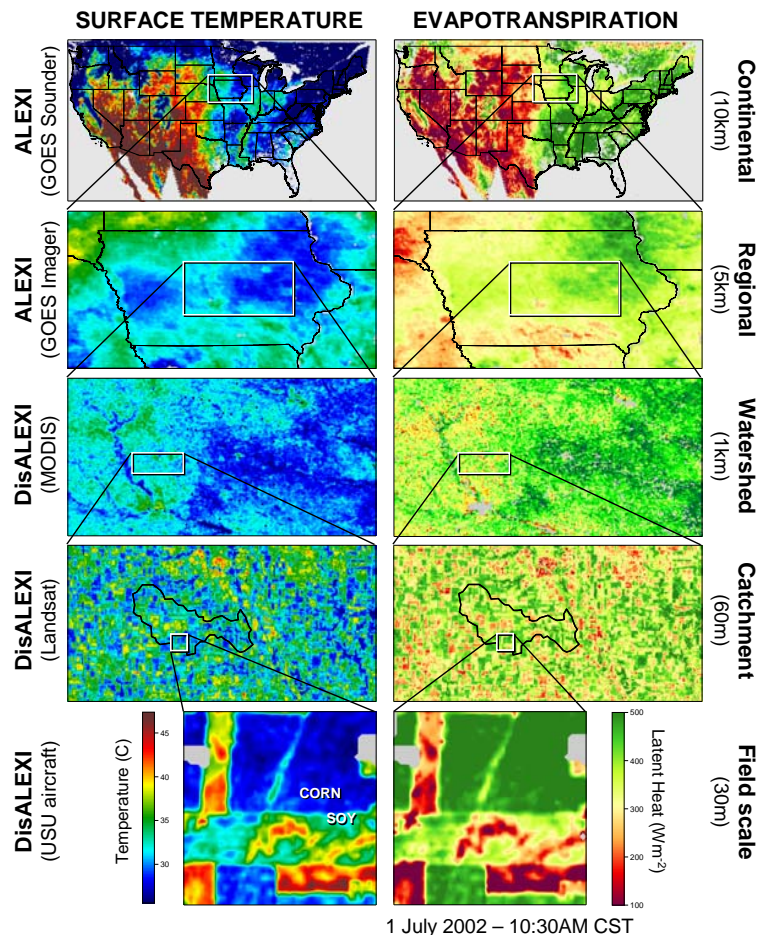 SURFACE TEMPERATURE
EVAPOTRANSPIRATION
ALEXI
(GOES Sounder)
Continental
(10km)
ALEXI
(GOES Imager)
Regional
(5km)
DisALEXI
(MODIS)
Watershed
(1km)
DisALEXI
(Landsat)
Catchment
(60m)
DisALEXI
(USU aircraft)
Temperature (C)
45
40
35
30
CORN
SOY
500
400
300
200
100
Latent Heat (Wm-2)
Field scale
(30m)
1 July 2002 – 10:30AM CST